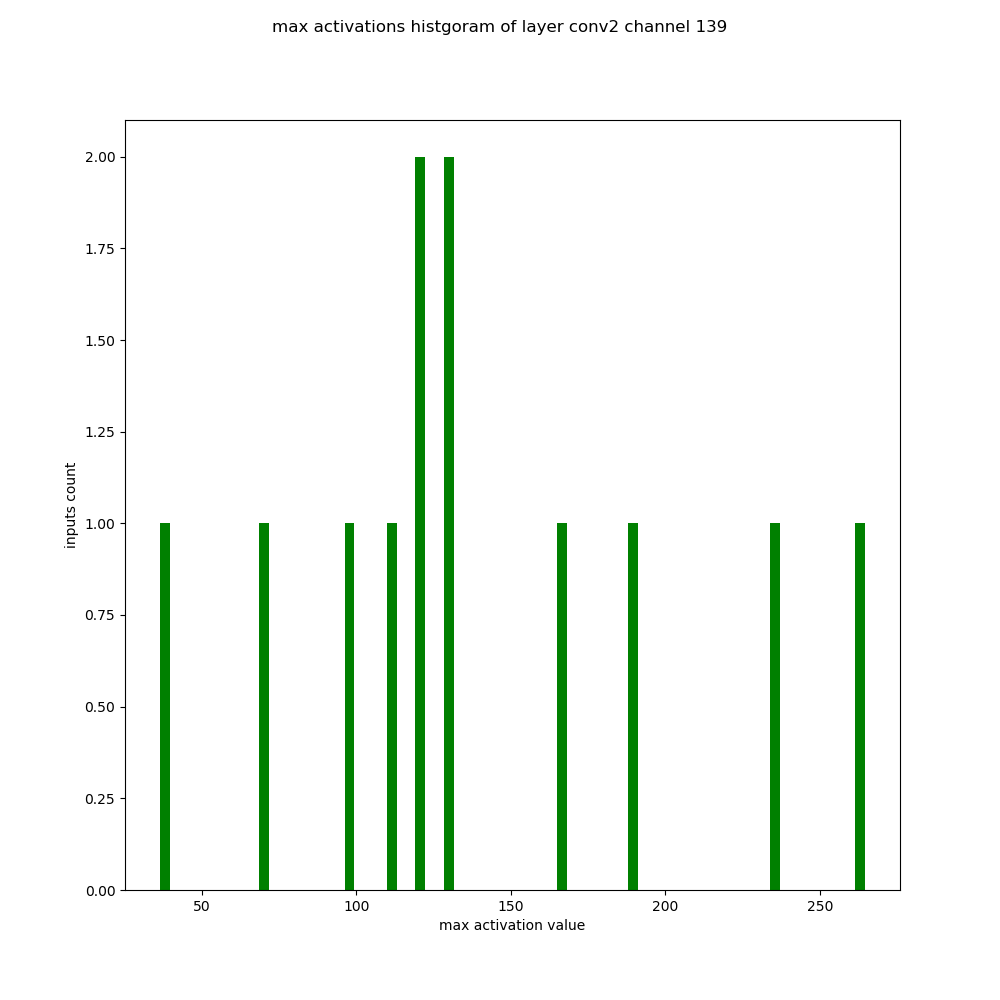 max activations histgoram of layer conv2 channel 139
2.00
1.75
1.50
1.25
1.00
0.75
0.50
0.25
0.00
inputs count
50 100 150 200 250
max activation value